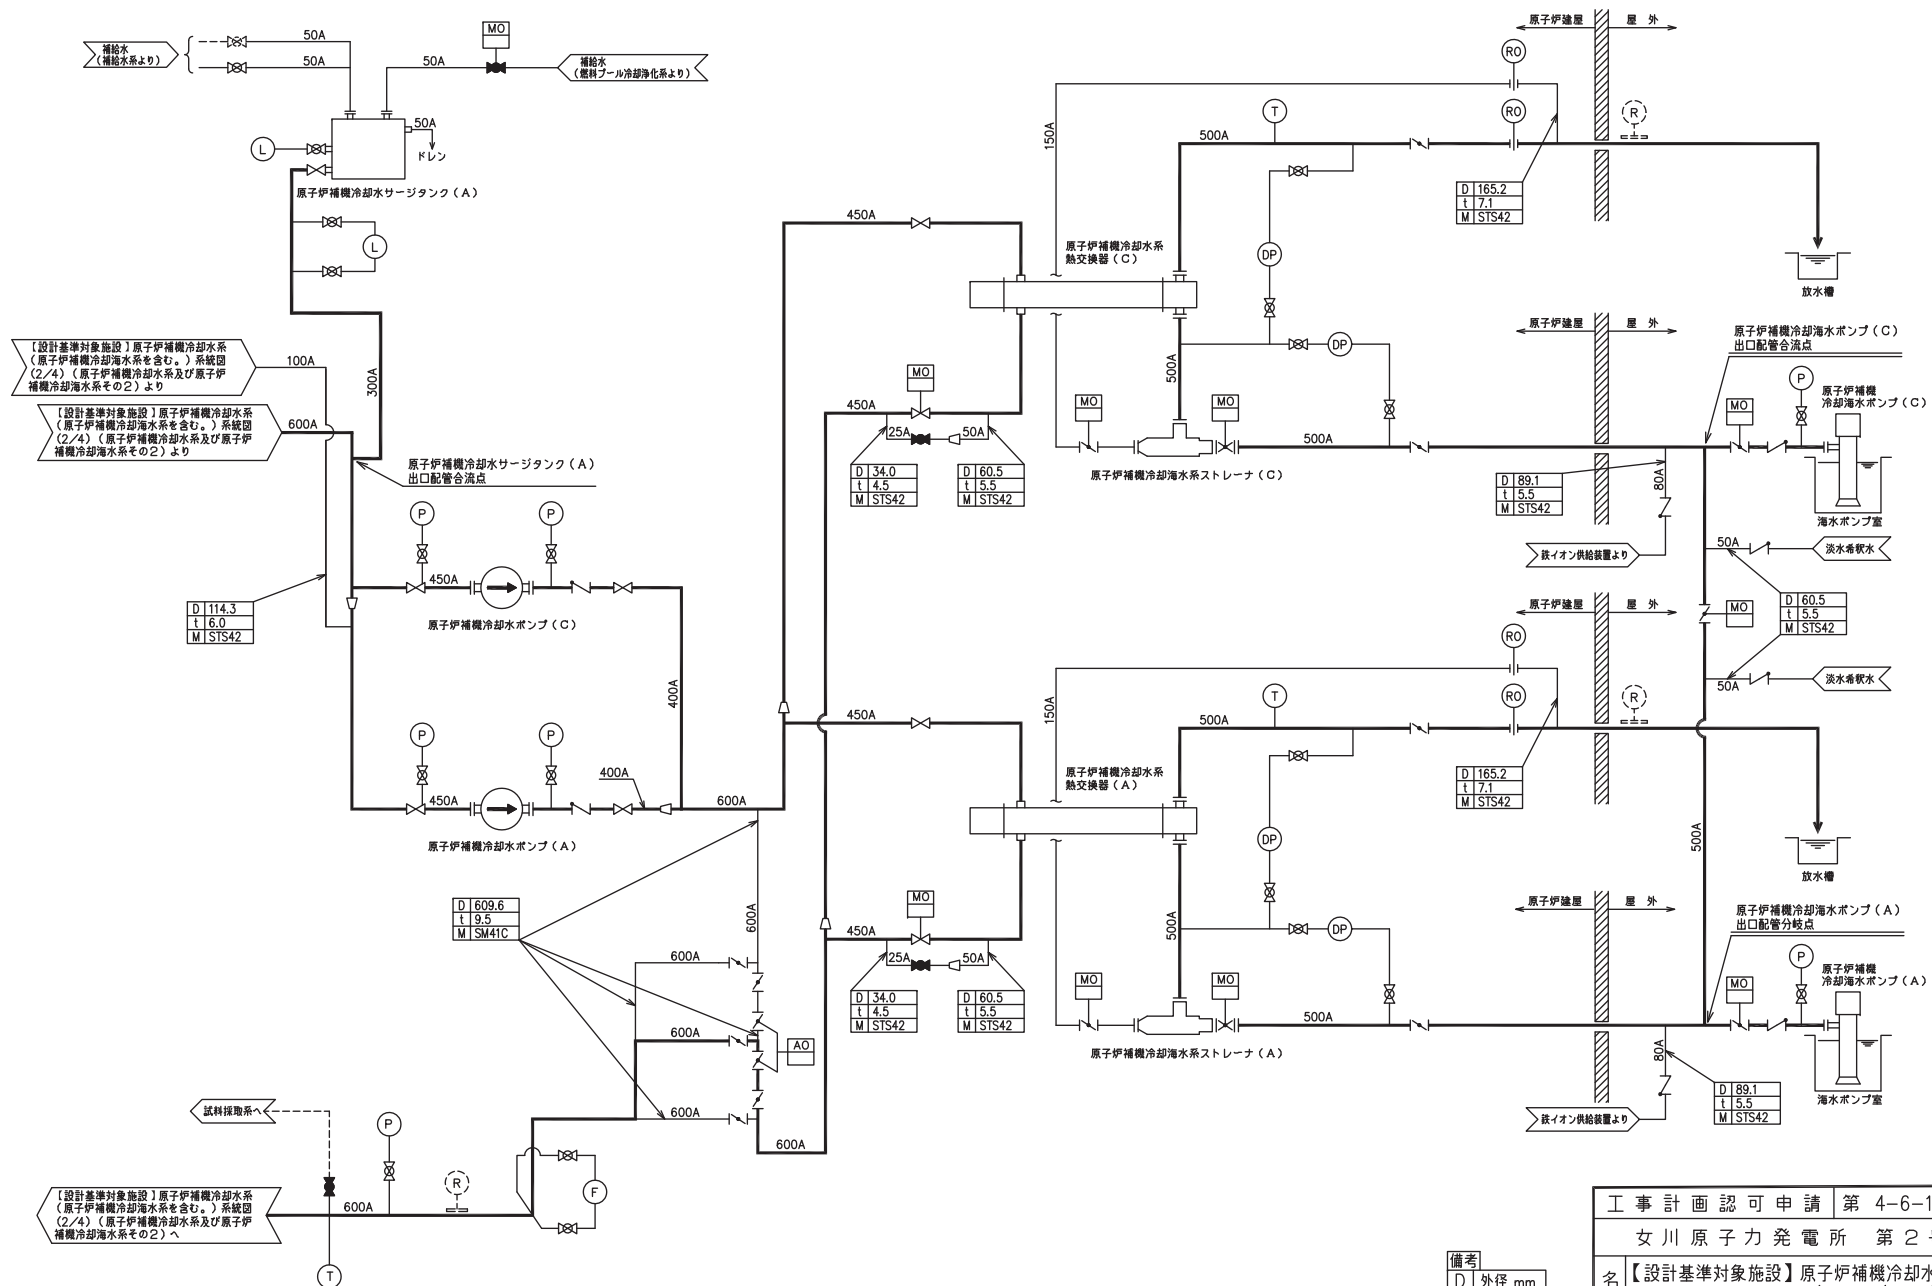 補給水
(補給水系より)
50A
50A
50A
MO
補給水
(燃料プール冷却浄化系より)
50A
ドレン
L
原子炉補機冷却水サージタンク(A)
L
300A
【設計基準対象施設】原子炉補機冷却水系
(原子炉補機冷却海水系を含む。)系統図
(2/4)(原子炉補機冷却水系及び原子炉
補機冷却海水系その2)より
100A
【設計基準対象施設】原子炉補機冷却水系
(原子炉補機冷却海水系を含む。)系統図
(2/4)(原子炉補機冷却水系及び原子炉
補機冷却海水系その2)より
600A
原子炉補機冷却水サージタンク(A)
出口配管合流点
P
P
450A
原子炉補機冷却水ポンプ(C)
D 114.3
t 6.0
M STS42
400A
P
P
450A
400A
600A
原子炉補機冷却水ポンプ(A)
D 609.6
t 9.5
M SM41C
600A
600A
600A
AO
600A
600A
試料採取系へ
P
R
F
600A
T
【設計基準対象施設】原子炉補機冷却水系
(原子炉補機冷却海水系を含む。)系統図
(2/4)(原子炉補機冷却水系及び原子炉
補機冷却海水系その2)へ
450A
MO
450A
25A
50A
D 34.0
t 4.5
M STS42
D 60.5
t 5.5
M STS42
450A
MO
450A
25A
50A
D 34.0
t 4.5
M STS42
D 60.5
t 5.5
M STS42
原子炉建屋
屋 外
RO
150A
T
500A
RO
R
D 165.2
t 7.1
M STS42
原子炉補機冷却水系
熱交換器(C)
DP
放水槽
原子炉建屋
屋 外
DP
500A
MO
MO
500A
原子炉補機冷却海水系ストレーナ(C)
原子炉補機冷却海水ポンプ(C)
出口配管合流点
MO
P
原子炉補機
冷却海水ポンプ(C)
海水ポンプ室
D 89.1
t 5.5
M STS42
80A
鉄イオン供給装置より
50A
淡水希釈水
MO
D 60.5
t 5.5
M STS42
50A
淡水希釈水
原子炉建屋
屋 外
RO
150A
T
500A
RO
R
D 165.2
t 7.1
M STS42
原子炉補機冷却水系
熱交換器(A)
DP
500A
放水槽
原子炉建屋
屋 外
DP
500A
MO
MO
500A
原子炉補機冷却海水系ストレーナ(A)
原子炉補機冷却海水ポンプ(A)
出口配管分岐点
MO
P
原子炉補機
冷却海水ポンプ(A)
海水ポンプ室
80A
D 89.1
t 5.5
M STS42
鉄イオン供給装置より
備考
D 外径 mm
工事計画認可申請 第 4-6-1
女川原子力発電所 第2
名 【設計基準対象施設】原子炉補機冷却水